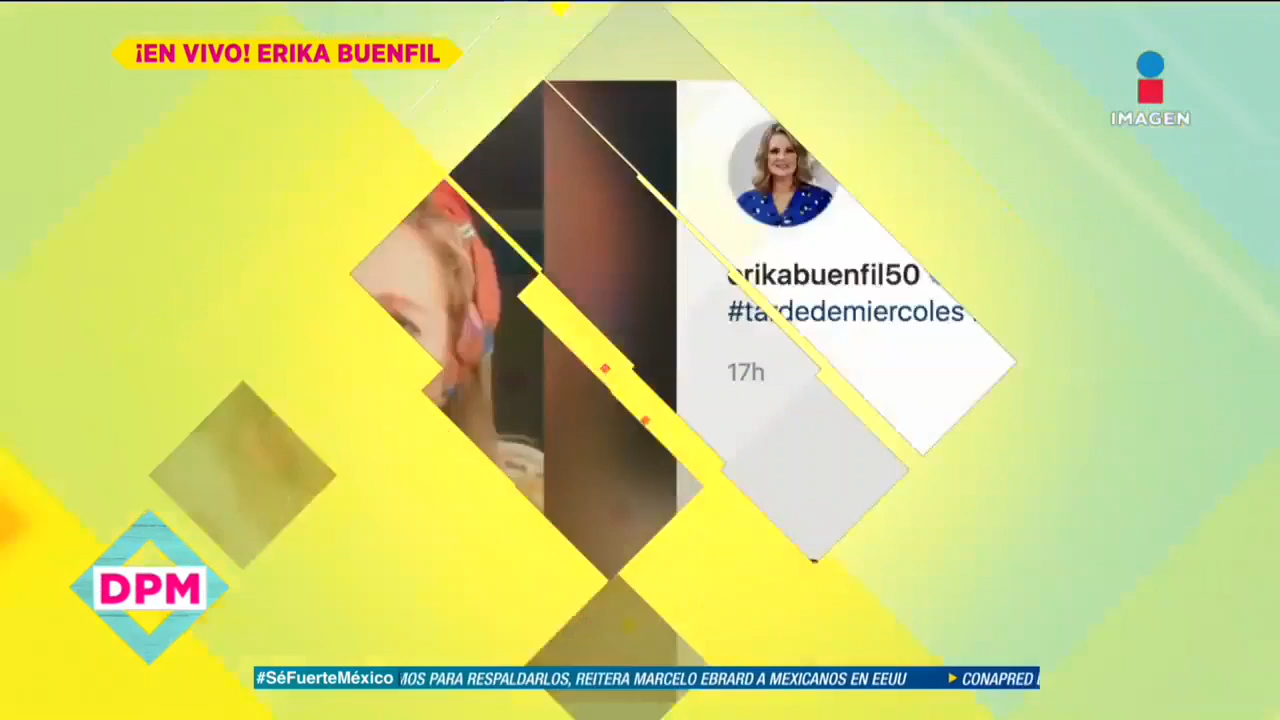 ¡EN VIVO! ERIKA BUENFIL
IMAGEN
erikabuenfil50
#tardedemiercoles
17h
DPM
#SéFuerteMéxico PARA RESPALDARLOS, REITERA MARCELO EBRARD A MEXICANOS EN EEUU CONAPRED